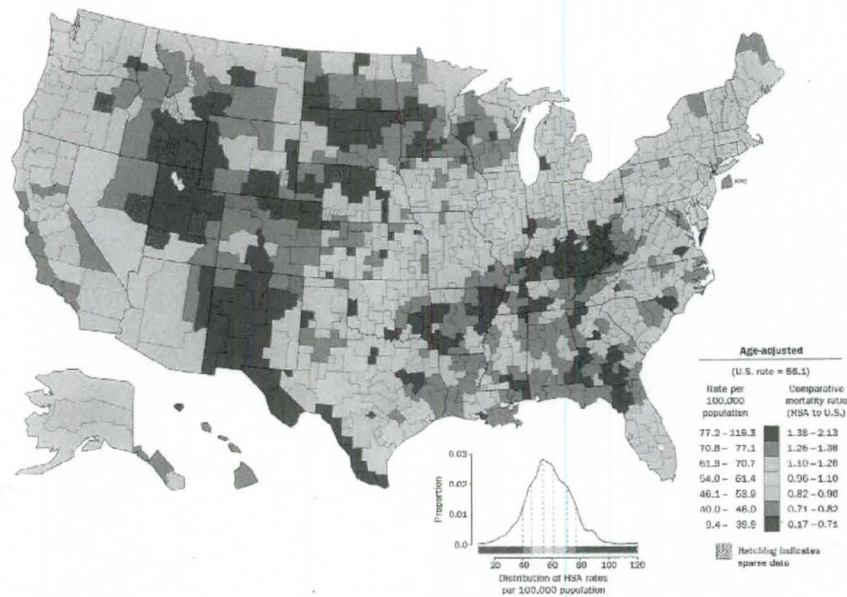 NYC
Age-adjusted
(U.S. rate = 56.1)
Rate per 100,000 population
Comparative mortality ratio (HSA to U.S.)
77.2 – 119.3 1.38 – 2.13
70.8 – 77.1 1.26 – 1.38
61.5 – 70.7 1.10 – 1.26
54.0 – 61.4 0.96 – 1.10
46.1 – 53.9 0.82 – 0.96
40.0 – 46.0 0.71 – 0.82
9.4 – 39.9 0.17 – 0.71
Hatching indicates
sparse data
Proportion
0.03
0.02
0.01
0.0
20 40 60 80 100 120
Distribution of HSA rates
per 100,000 population